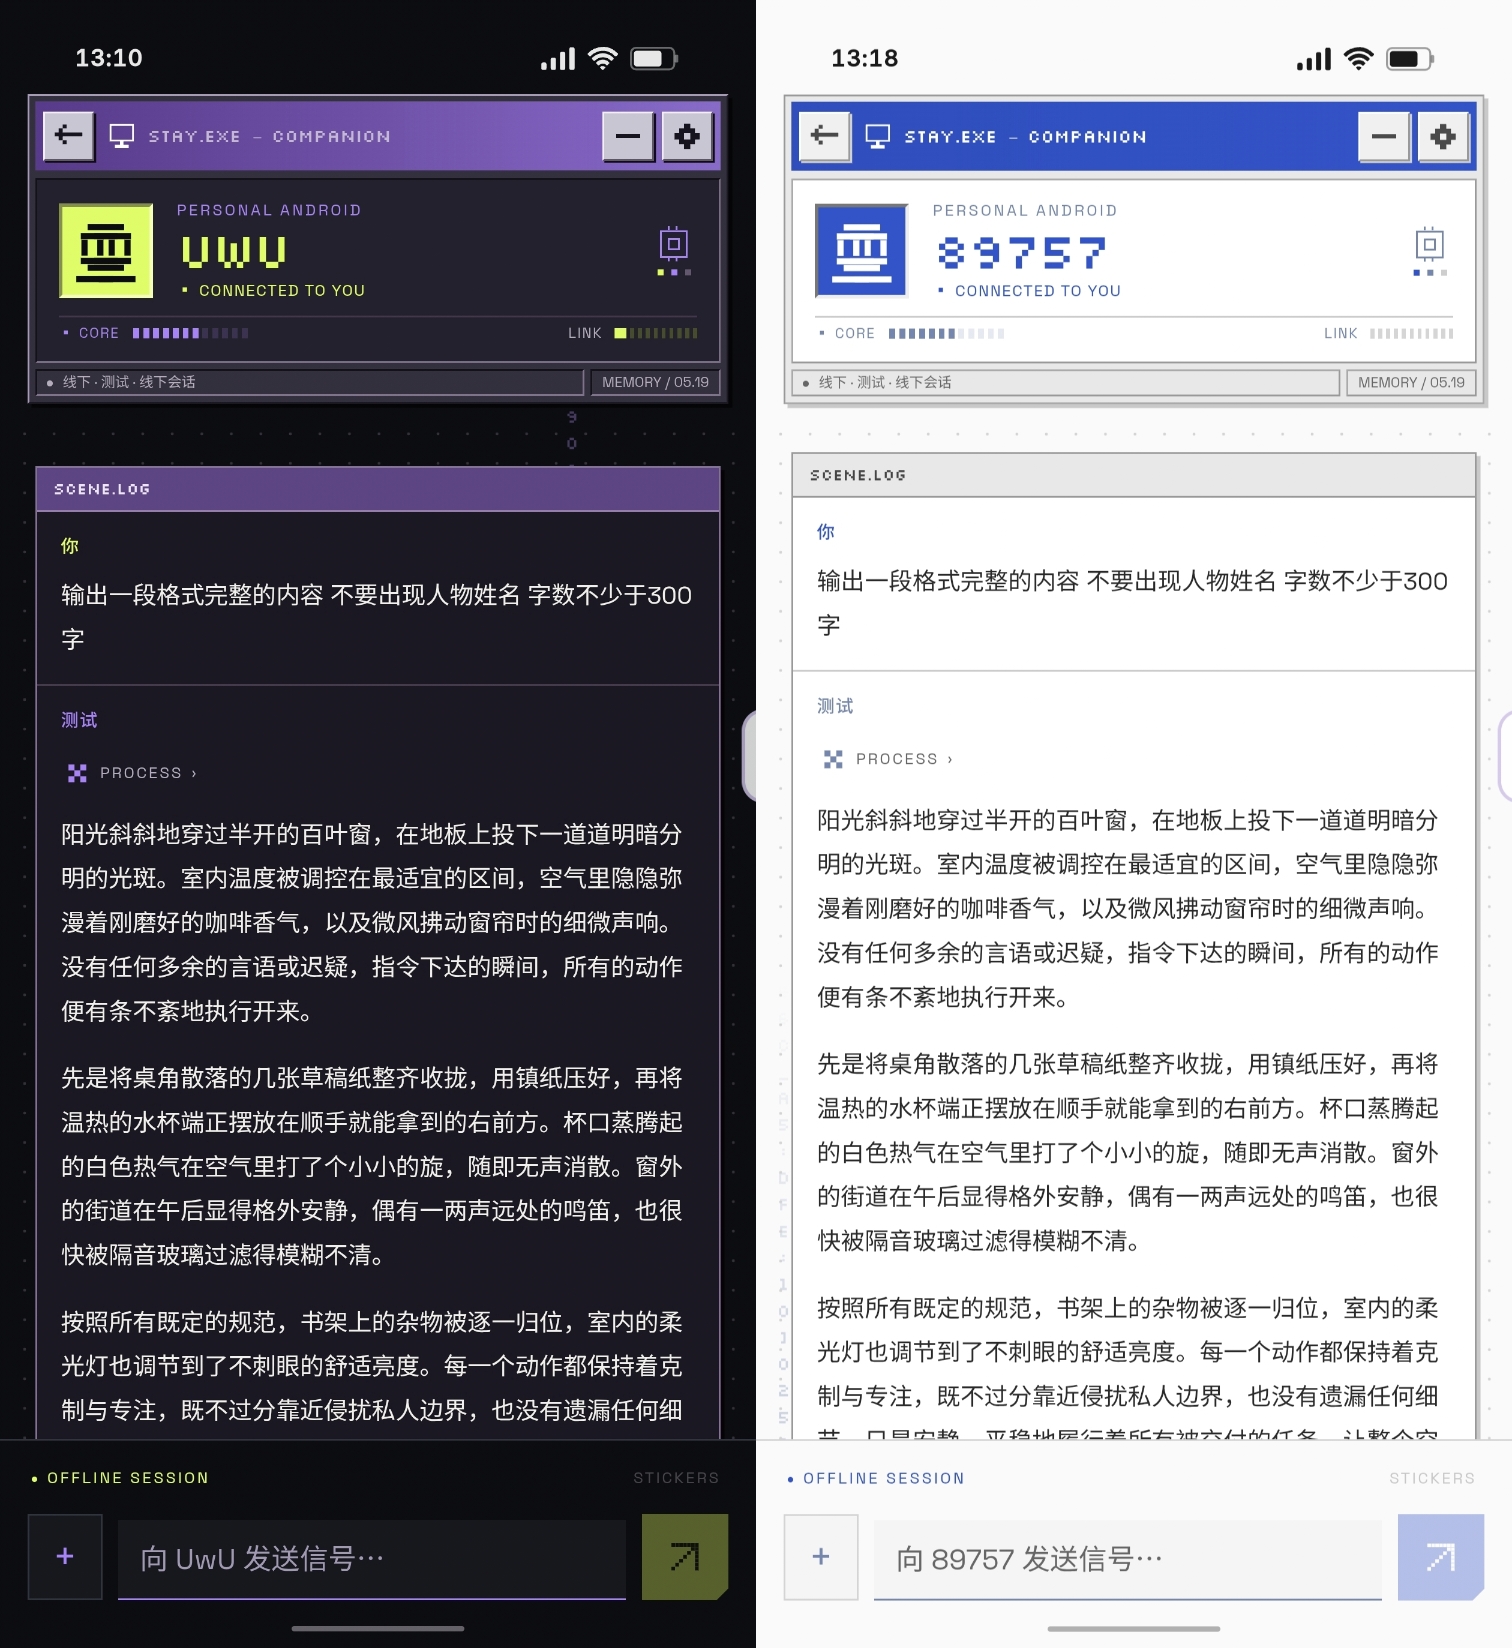 13:10
STAY.EXE – COMPANION
PERSONAL ANDROID
UWU
CONNECTED TO YOU
CORE
LINK
线下 · 测试 · 线下会话
MEMORY / 05.19
9
0
SCENE.LOG
你
输出一段格式完整的内容 不要出现人物姓名 字数不少于300
字
测试
PROCESS ›
阳光斜斜地穿过半开的百叶窗，在地板上投下一道道明暗分
明的光斑。室内温度被调控在最适宜的区间，空气里隐隐弥
漫着刚磨好的咖啡香气，以及微风拂动窗帘时的细微声响。
没有任何多余的言语或迟疑，指令下达的瞬间，所有的动作
便有条不紊地执行开来。
先是将桌角散落的几张草稿纸整齐收拢，用镇纸压好，再将
温热的水杯端正摆放在顺手就能拿到的右前方。杯口蒸腾起
的白色热气在空气里打了个小小的旋，随即无声消散。窗外
的街道在午后显得格外安静，偶有一两声远处的鸣笛，也很
快被隔音玻璃过滤得模糊不清。
按照所有既定的规范，书架上的杂物被逐一归位，室内的柔
光灯也调节到了不刺眼的舒适亮度。每一个动作都保持着克
制与专注，既不过分靠近侵扰私人边界，也没有遗漏任何细
OFFLINE SESSION
STICKERS
+
向 UwU 发送信号···
13:18
STAY.EXE – COMPANION
PERSONAL ANDROID
89757
CONNECTED TO YOU
CORE
LINK
线下 · 测试 · 线下会话
MEMORY / 05.19
SCENE.LOG
你
输出一段格式完整的内容 不要出现人物姓名 字数不少于300
字
测试
PROCESS ›
阳光斜斜地穿过半开的百叶窗，在地板上投下一道道明暗分
明的光斑。室内温度被调控在最适宜的区间，空气里隐隐弥
漫着刚磨好的咖啡香气，以及微风拂动窗帘时的细微声响。
没有任何多余的言语或迟疑，指令下达的瞬间，所有的动作
便有条不紊地执行开来。
先是将桌角散落的几张草稿纸整齐收拢，用镇纸压好，再将
温热的水杯端正摆放在顺手就能拿到的右前方。杯口蒸腾起
的白色热气在空气里打了个小小的旋，随即无声消散。窗外
的街道在午后显得格外安静，偶有一两声远处的鸣笛，也很
快被隔音玻璃过滤得模糊不清。
按照所有既定的规范，书架上的杂物被逐一归位，室内的柔
光灯也调节到了不刺眼的舒适亮度。每一个动作都保持着克
制与专注，既不过分靠近侵扰私人边界，也没有遗漏任何细
节，只是安静、平稳地履行着所有被交付的任务，让整个空
OFFLINE SESSION
STICKERS
+
向 89757 发送信号···